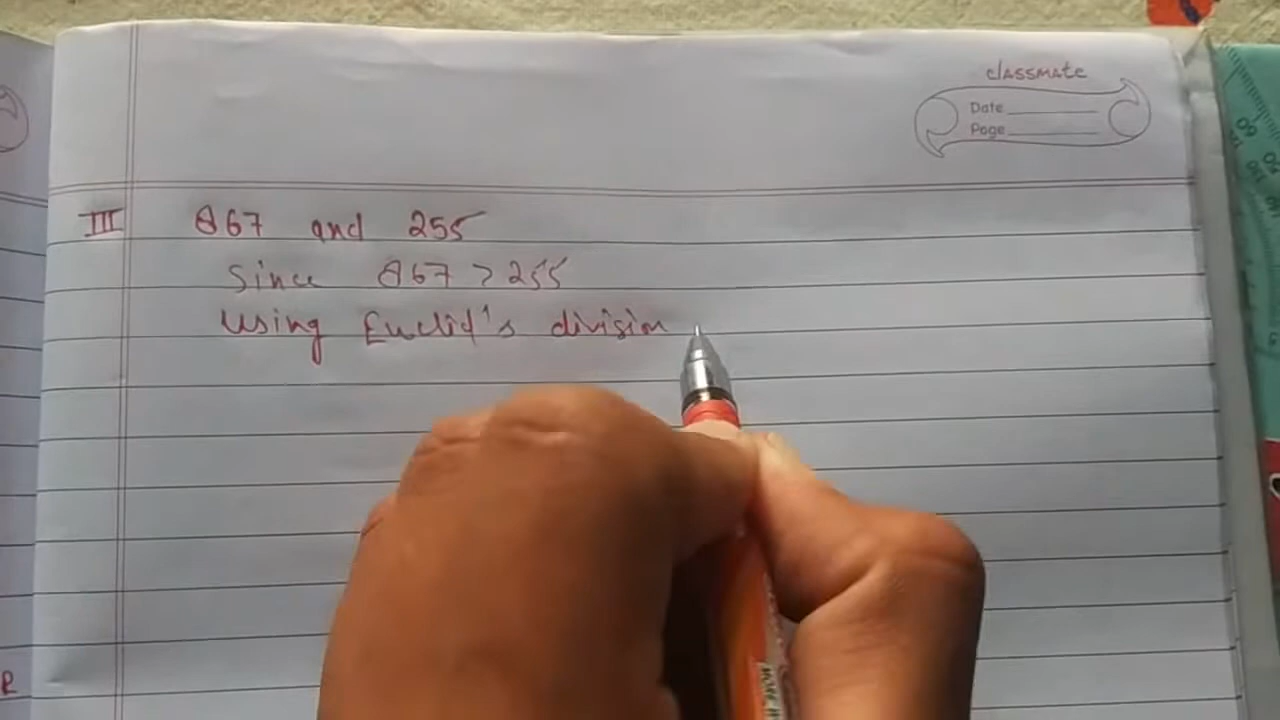 classmate
Date
Page
III 867 and 255
Since 867 > 255
Using Euclid's division
R